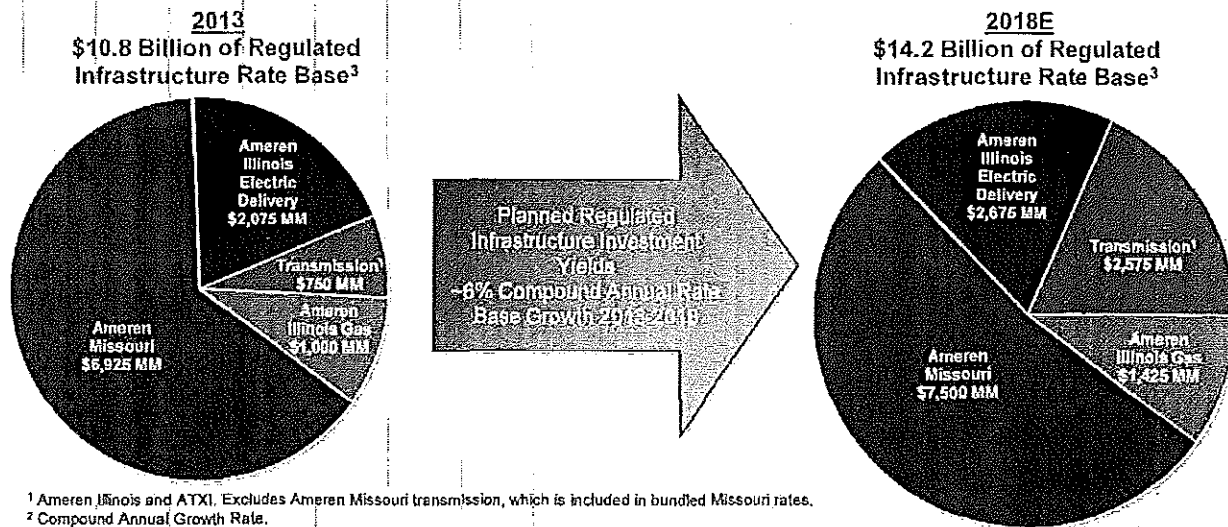 2013
$10.8 Billion of Regulated
Infrastructure Rate Base³
Ameren
Illinois
Electric
Delivery
$2,075 MM
Transmission
$750 MM
Ameren
Illinois Gas
$1,000 MM
Ameren
Missouri
$6,925 MM
Planned Regulated
Infrastructure Investment
Yields
~6% Compound Annual Rate
Base Growth 2013-2018
2018E
$14.2 Billion of Regulated
Infrastructure Rate Base³
Ameren
Illinois
Electric
Delivery
$2,675 MM
Transmission¹
$2,575 MM
Ameren
Illinois Gas
$1,425 MM
Ameren
Missouri
$7,500 MM
¹ Ameren Illinois and ATXI. Excludes Ameren Missouri transmission, which is included in bundled Missouri rates.
² Compound Annual Growth Rate.